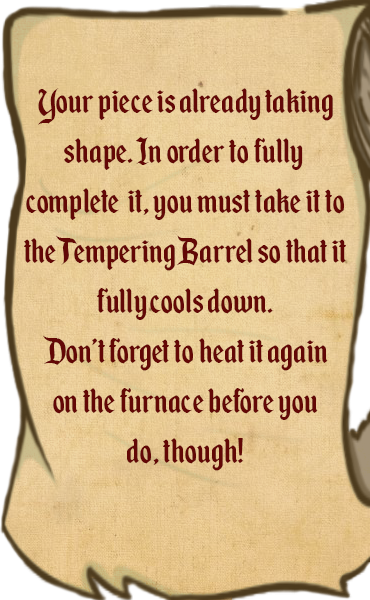 Your piece is already taking
shape. In order to fully
complete it, you must take it to
the Tempering Barrel so that it
fully cools down.
Don't forget to heat it again
on the furnace before you
do, though!